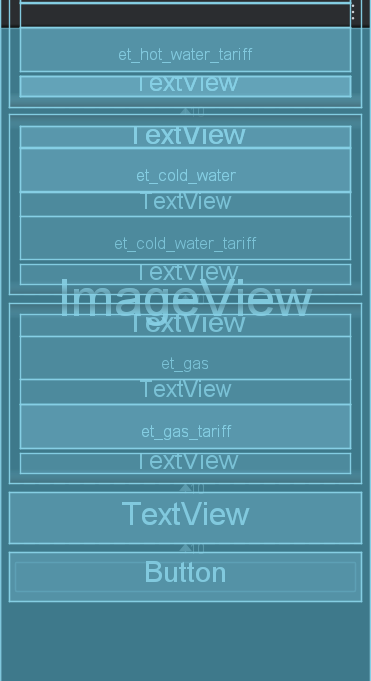 et_hot_water_tariff
TextView
TextView
et_cold_water
TextView
et_cold_water_tariff
TextView
ImageView
TextView
et_gas
TextView
et_gas_tariff
TextView
TextView
Button